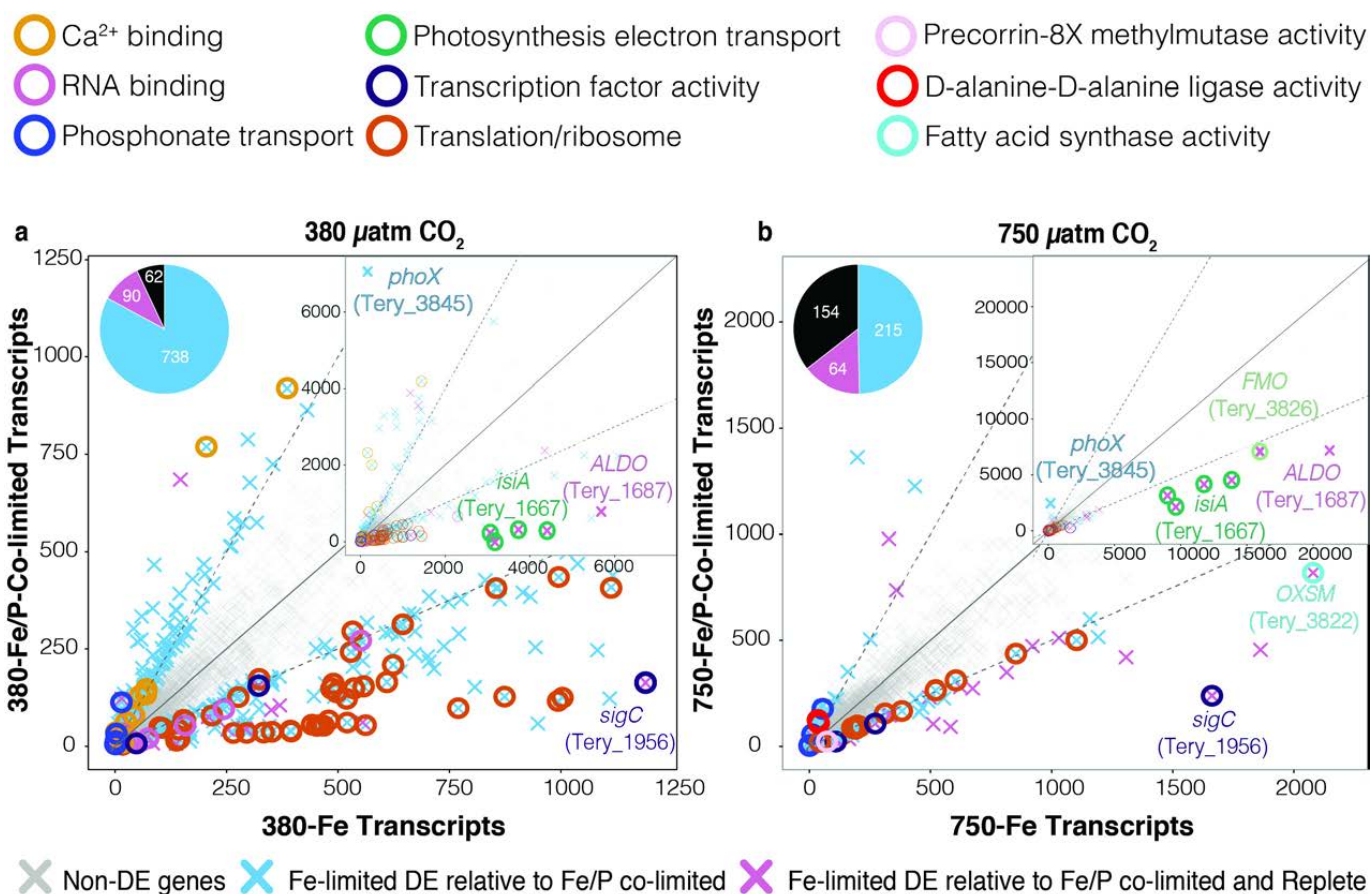 Ca²⁺ binding
Photosynthesis electron transport
Precorrin-8X methylmutase activity
RNA binding
Transcription factor activity
D-alanine-D-alanine ligase activity
Phosphonate transport
Translation/ribosome
Fatty acid synthase activity
a
380 µatm CO₂
1250
1000
750
500
250
0
380-Fe/P-Co-limited Transcripts
62
90
738
phoX
(Tery_3845)
6000
4000
2000
0
isiA
(Tery_1667)
ALDO
(Tery_1687)
0 2000 4000 6000
sigC
(Tery_1956)
0 250 500 750 1000 1250
380-Fe Transcripts
b
750 µatm CO₂
2000
1500
1000
500
0
750-Fe/P-Co-limited Transcripts
154
215
64
20000
15000
10000
5000
0
FMO
(Tery_3826)
phoX
(Tery_3845)
isiA
(Tery_1667)
ALDO
(Tery_1687)
0 5000 10000 15000 20000
OXSM
(Tery_3822)
sigC
(Tery_1956)
0 500 1000 1500 2000
750-Fe Transcripts
Non-DE genes
Fe-limited DE relative to Fe/P co-limited
Fe-limited DE relative to Fe/P co-limited and Replete